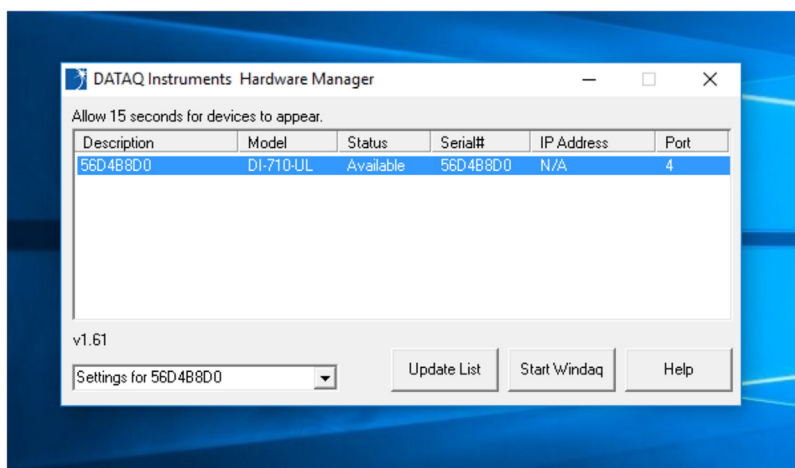 DATAQ Instruments  Hardware Manager
Allow 15 seconds for devices to appear.
Description Model Status Serial# IP Address Port
56D4B8D0 DI-710-UL Available 56D4B8D0 N/A 4
v1.61
Settings for 56D4B8D0 Update List Start Windaq Help